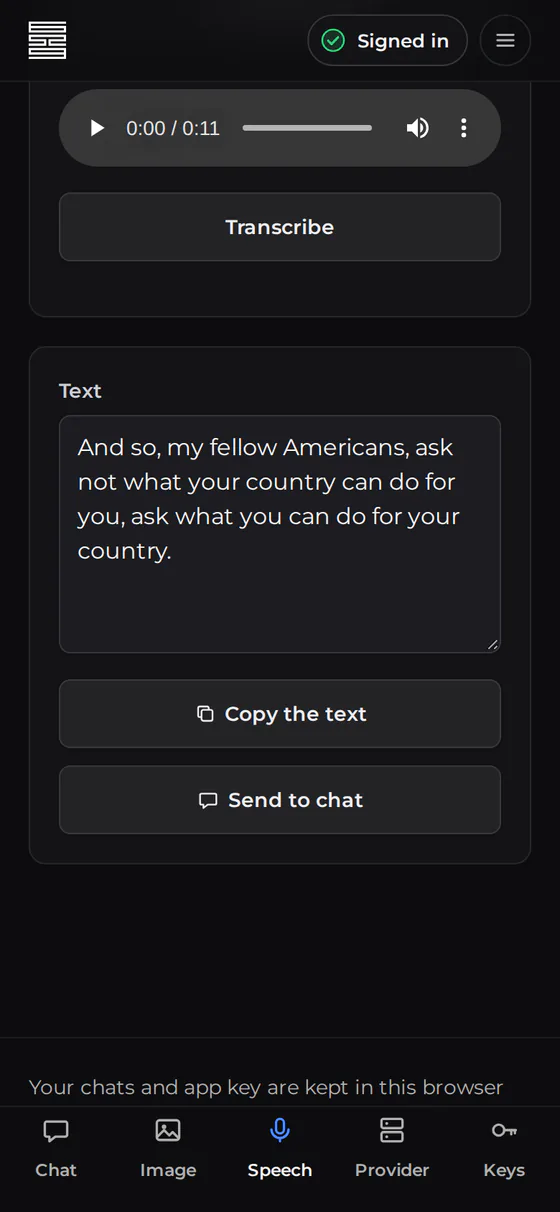 Signed in
0:00 / 0:11
Transcribe
Text
And so, my fellow Americans, ask
not what your country can do for
you, ask what you can do for your
country.
Copy the text
Send to chat
Your chats and app key are kept in this browser
Chat
Image
Speech
Provider
Keys